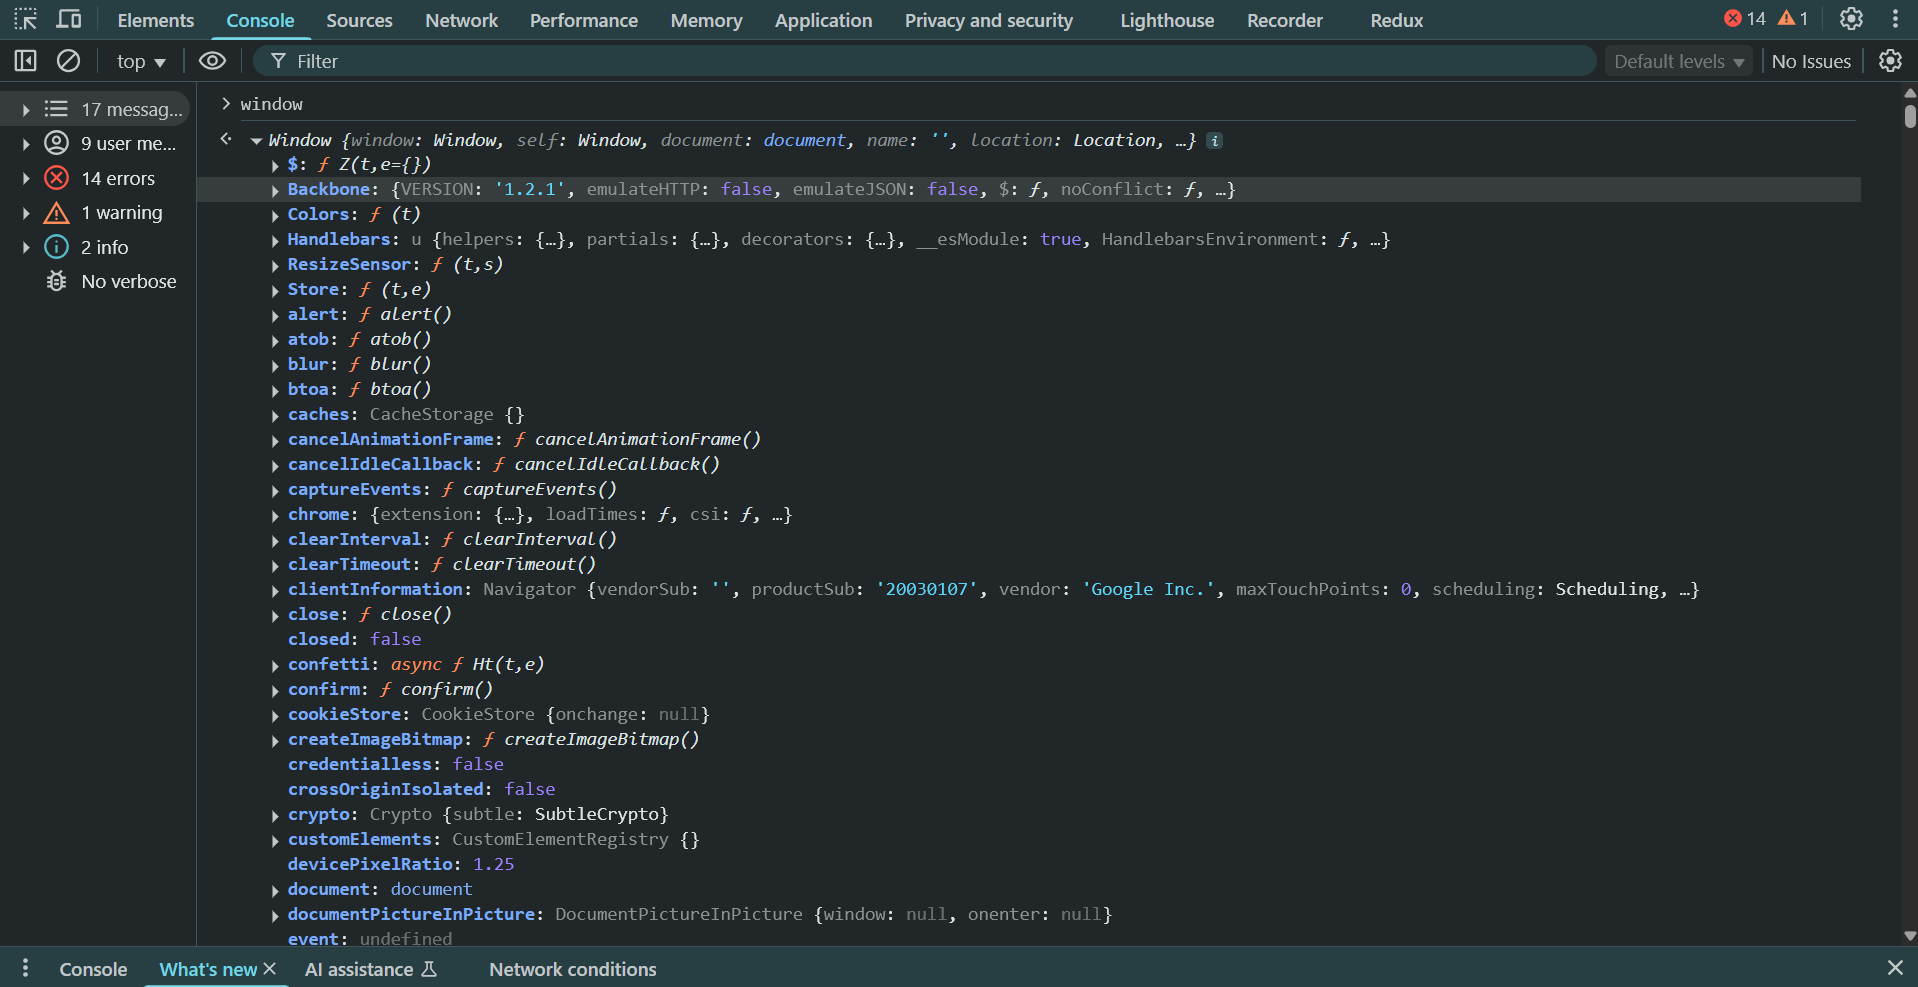 Elements Console Sources Network Performance Memory Application Privacy and security Lighthouse Recorder Redux 14 1
top Filter Default levels No Issues
17 messag...
9 user me...
14 errors
1 warning
2 info
No verbose
> window
Window {window: Window, self: Window, document: document, name: '', location: Location, …} i
$: ƒ Z(t,e={})
Backbone: {VERSION: '1.2.1', emulateHTTP: false, emulateJSON: false, $: ƒ, noConflict: ƒ, …}
Colors: ƒ (t)
Handlebars: u {helpers: {…}, partials: {…}, decorators: {…}, __esModule: true, HandlebarsEnvironment: ƒ, …}
ResizeSensor: ƒ (t,s)
Store: ƒ (t,e)
alert: ƒ alert()
atob: ƒ atob()
blur: ƒ blur()
btoa: ƒ btoa()
caches: CacheStorage {}
cancelAnimationFrame: ƒ cancelAnimationFrame()
cancelIdleCallback: ƒ cancelIdleCallback()
captureEvents: ƒ captureEvents()
chrome: {extension: {…}, loadTimes: ƒ, csi: ƒ, …}
clearInterval: ƒ clearInterval()
clearTimeout: ƒ clearTimeout()
clientInformation: Navigator {vendorSub: '', productSub: '20030107', vendor: 'Google Inc.', maxTouchPoints: 0, scheduling: Scheduling, …}
close: ƒ close()
closed: false
confetti: async ƒ Ht(t,e)
confirm: ƒ confirm()
cookieStore: CookieStore {onchange: null}
createImageBitmap: ƒ createImageBitmap()
credentialless: false
crossOriginIsolated: false
crypto: Crypto {subtle: SubtleCrypto}
customElements: CustomElementRegistry {}
devicePixelRatio: 1.25
document: document
documentPictureInPicture: DocumentPictureInPicture {window: null, onenter: null}
event: undefined
Console What's new AI assistance Network conditions